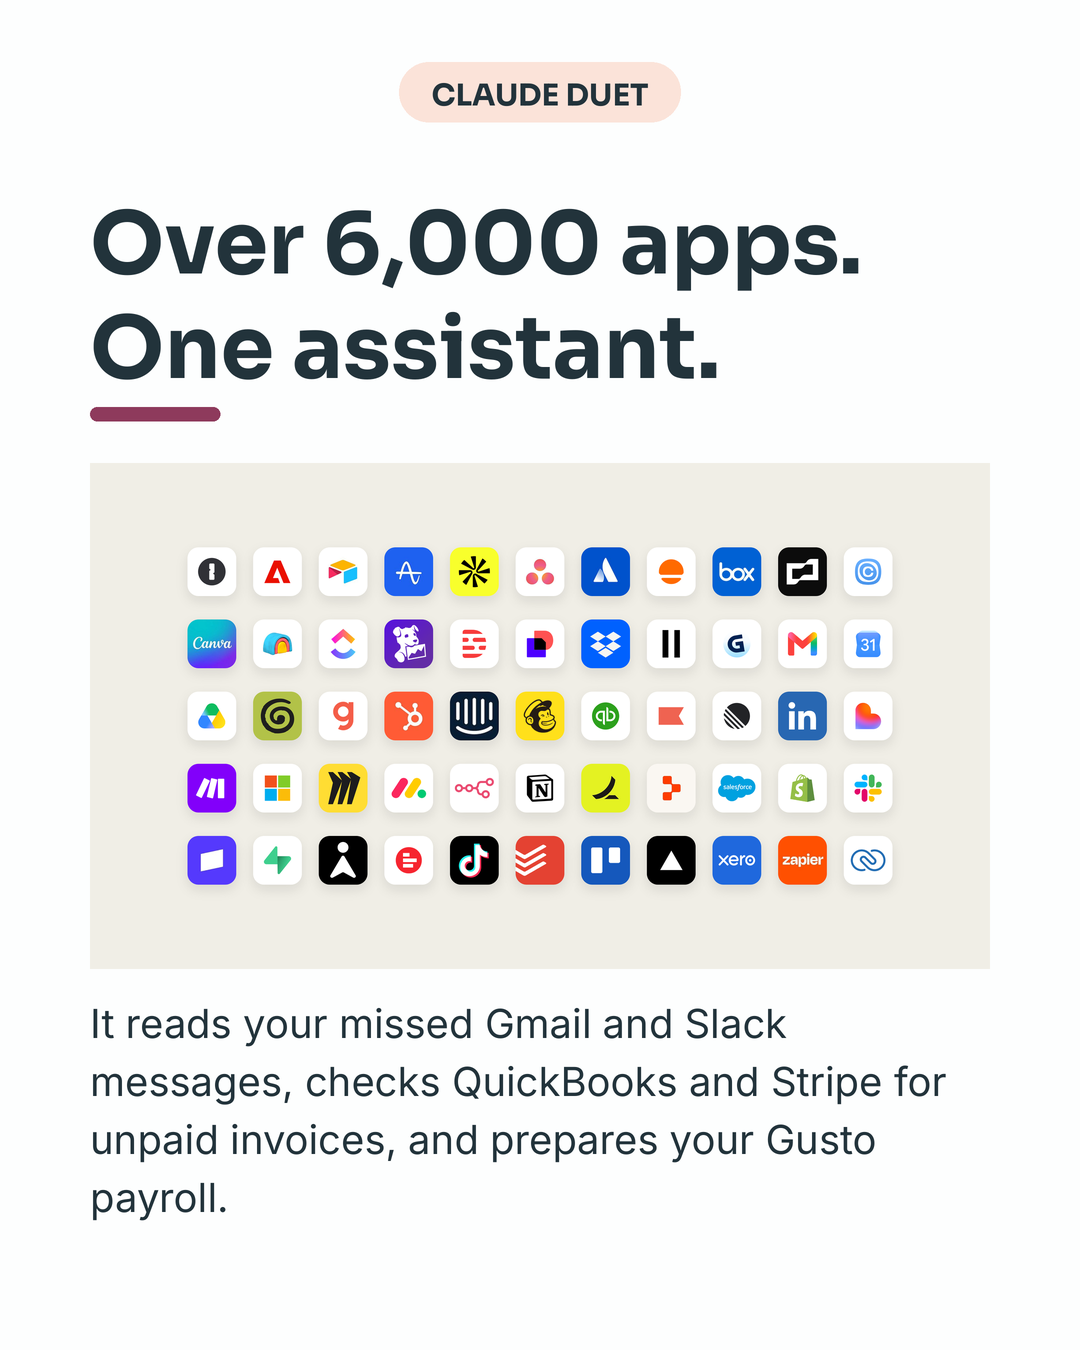 CLAUDE DUET
Over 6,000 apps.
One assistant.
box
Canva
31
qb
in
N
salesforce
xero
zapier
It reads your missed Gmail and Slack
messages, checks QuickBooks and Stripe for
unpaid invoices, and prepares your Gusto
payroll.